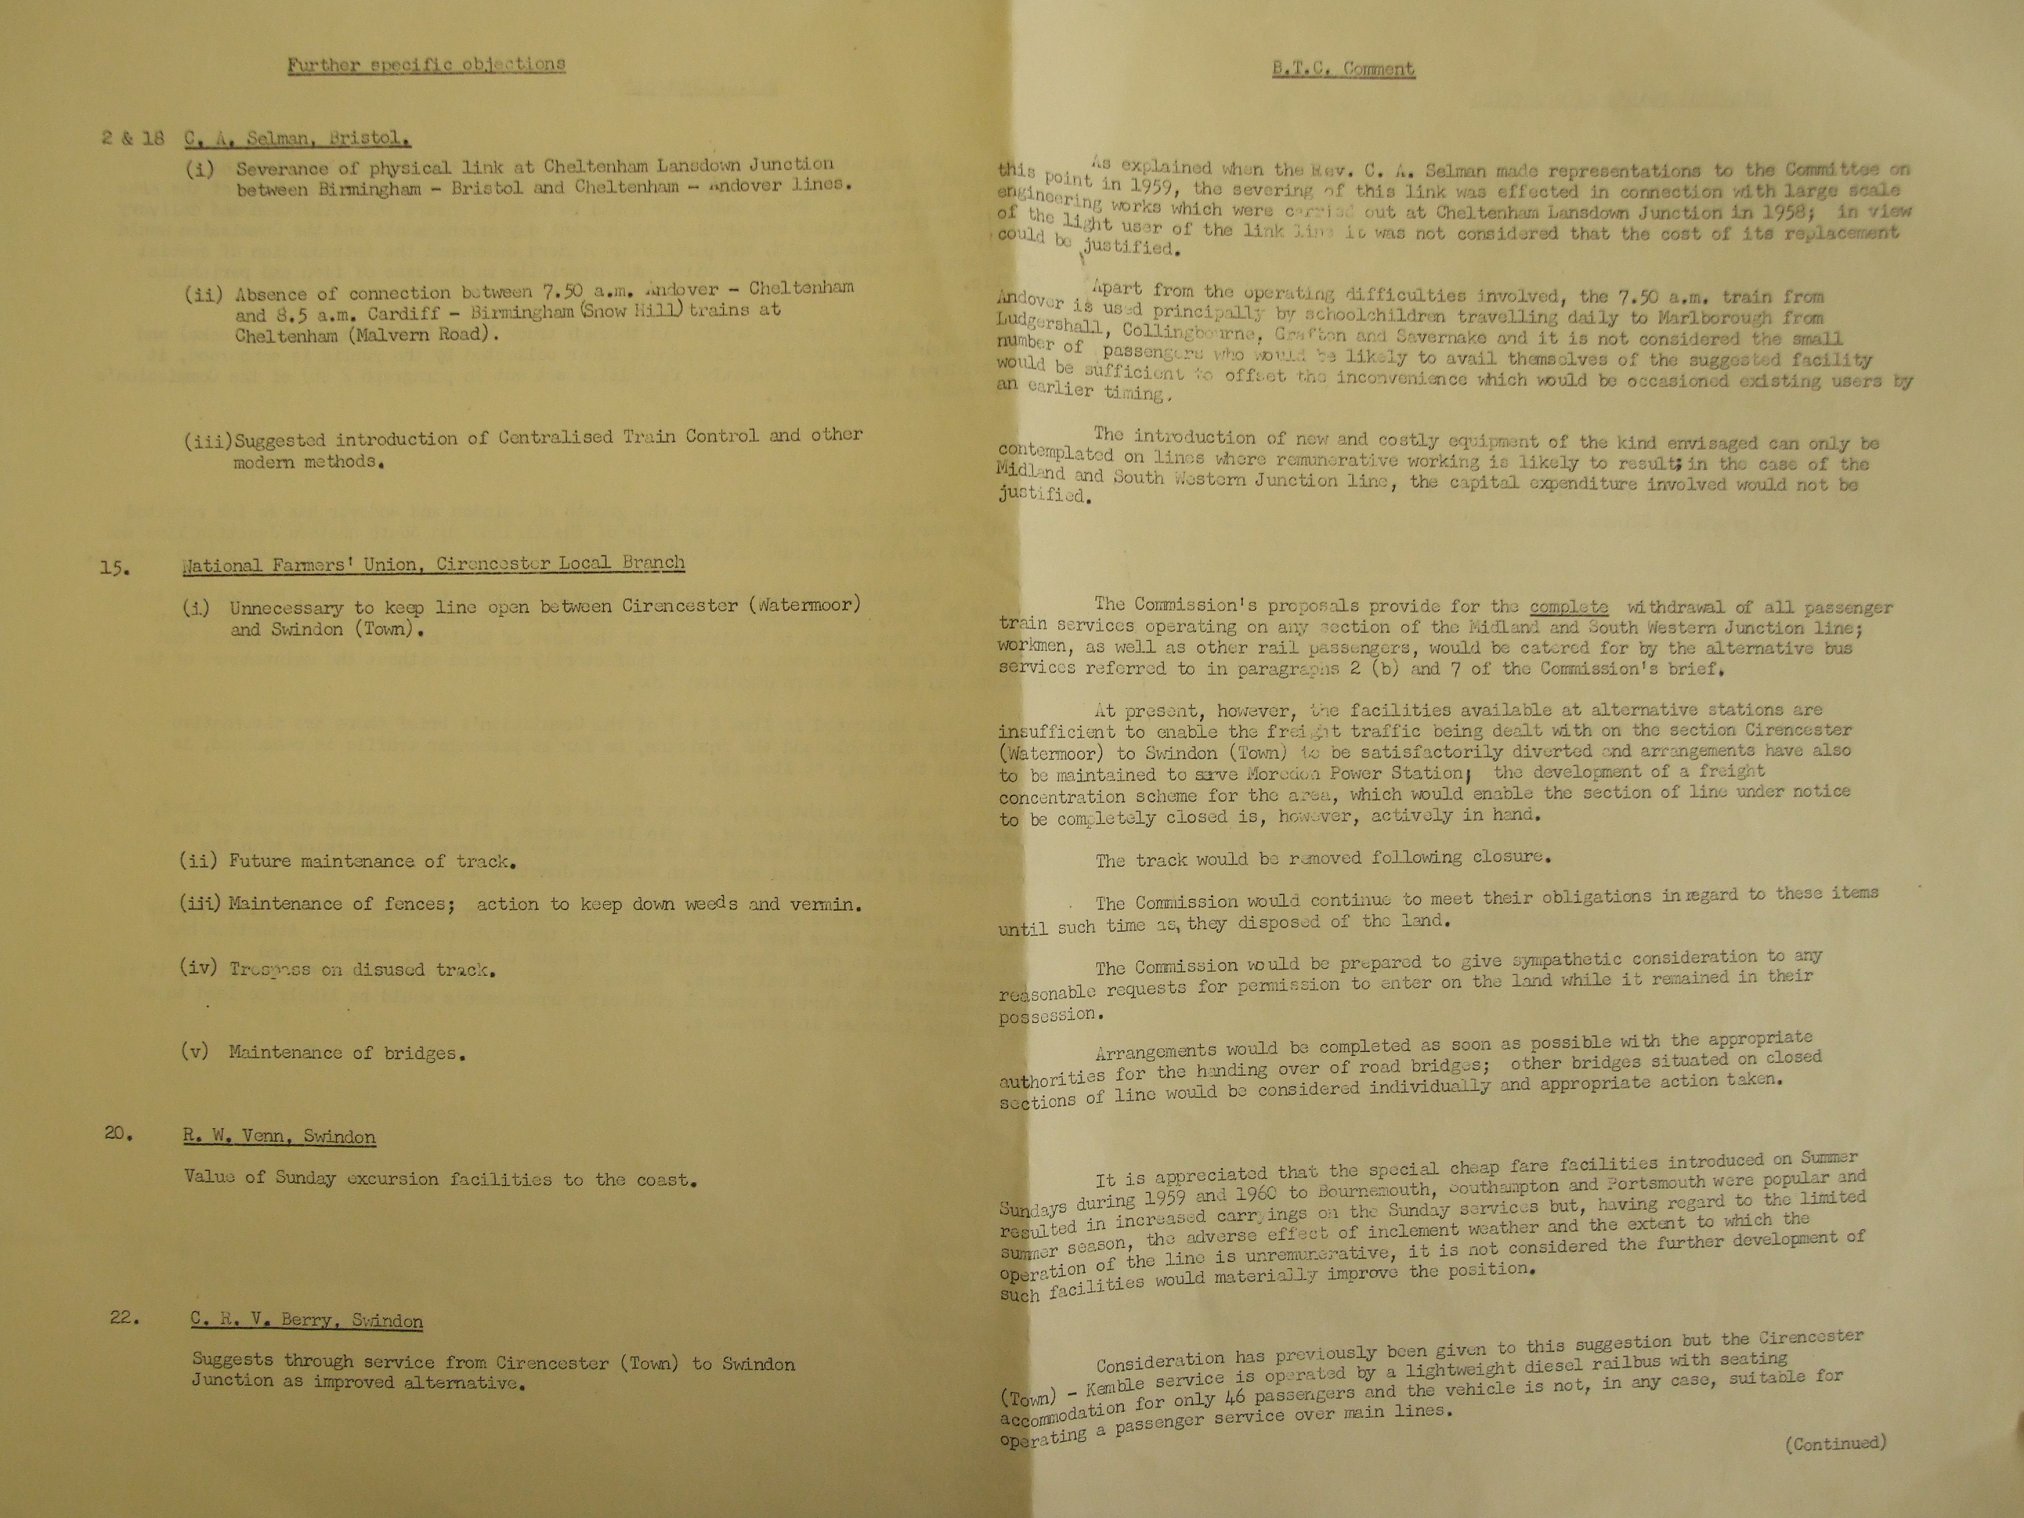 Further specific objections
2 & 18 C. A. Selman, Bristol.
(i) Severance of physical link at Cheltenham Lansdown Junction
between Birmingham - Bristol and Cheltenham - Andover lines.
(ii) Absence of connection between 7.50 a.m. Andover - Cheltenham
and 8.5 a.m. Cardiff - Birmingham (Snow Hill) trains at
Cheltenham (Malvern Road).
(iii) Suggested introduction of Centralised Train Control and other
modern methods.
15. National Farmers' Union, Cirencester Local Branch
(i) Unnecessary to keep line open between Cirencester (Watermoor)
and Swindon (Town).
(ii) Future maintenance of track.
(iii) Maintenance of fences; action to keep down weeds and vermin.
(iv) Trespass on disused track.
(v) Maintenance of bridges.
20. R. W. Venn, Swindon
Value of Sunday excursion facilities to the coast.
22. C. R. V. Berry, Swindon
Suggests through service from Cirencester (Town) to Swindon
Junction as improved alternative.
B.T.C. Comment
As explained when the Rev. C. A. Selman made representations to the Committee on
this point in 1959, the severing of this link was effected in connection with large scale
engineering works which were carried out at Cheltenham Lansdown Junction in 1958; in view
of the light user of the link line it was not considered that the cost of its replacement
could be justified.
Apart from the operating difficulties involved, the 7.50 a.m. train from
Andover is used principally by schoolchildren travelling daily to Marlborough from
Ludgershall, Collingbourne, Grafton and Savernake and it is not considered the small
number of passengers who would be likely to avail themselves of the suggested facility
would be sufficient to offset the inconvenience which would be occasioned existing users by
an earlier timing.
The introduction of new and costly equipment of the kind envisaged can only be
contemplated on lines where remunerative working is likely to result; in the case of the
Midland and South Western Junction line, the capital expenditure involved would not be
justified.
The Commission's proposals provide for the complete withdrawal of all passenger
train services operating on any section of the Midland and South Western Junction line;
workmen, as well as other rail passengers, would be catered for by the alternative bus
services referred to in paragraphs 2 (b) and 7 of the Commission's brief.
At present, however, the facilities available at alternative stations are
insufficient to enable the freight traffic being dealt with on the section Cirencester
(Watermoor) to Swindon (Town) to be satisfactorily diverted and arrangements have also
to be maintained to serve Moredon Power Station; the development of a freight
concentration scheme for the area, which would enable the section of line under notice
to be completely closed is, however, actively in hand.
The track would be removed following closure.
The Commission would continue to meet their obligations in regard to these items
until such time as, they disposed of the land.
The Commission would be prepared to give sympathetic consideration to any
reasonable requests for permission to enter on the land while it remained in their
possession.
Arrangements would be completed as soon as possible with the appropriate
authorities for the handing over of road bridges; other bridges situated on closed
sections of line would be considered individually and appropriate action taken.
It is appreciated that the special cheap fare facilities introduced on Summer
Sundays during 1959 and 1960 to Bournemouth, Southampton and Portsmouth were popular and
resulted in increased carryings on the Sunday services but, having regard to the limited
summer season, the adverse effect of inclement weather and the extent to which the
operation of the line is unremunerative, it is not considered the further development of
such facilities would materially improve the position.
Consideration has previously been given to this suggestion but the Cirencester
(Town) - Kemble service is operated by a lightweight diesel railbus with seating
accommodation for only 46 passengers and the vehicle is not, in any case, suitable for
operating a passenger service over main lines.
(Continued)